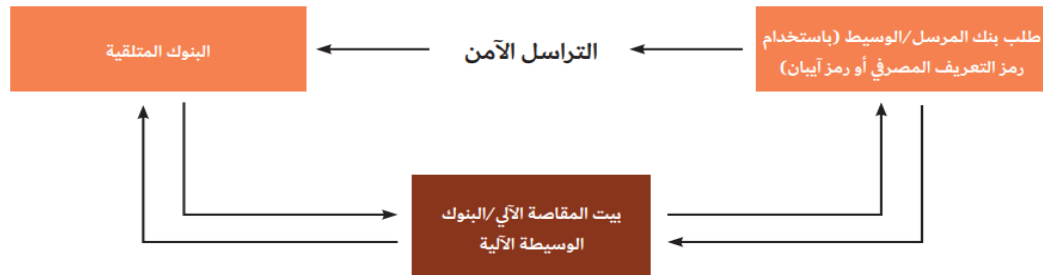 طلب بنك المرسل/الوسيط (باستخدام
رمز التعريف المصرفي أو رمز آيبان)
التراسل الآمن
البنوك المتلقية
بيت المقاصة الآلي/البنوك
الوسيطة الآلية